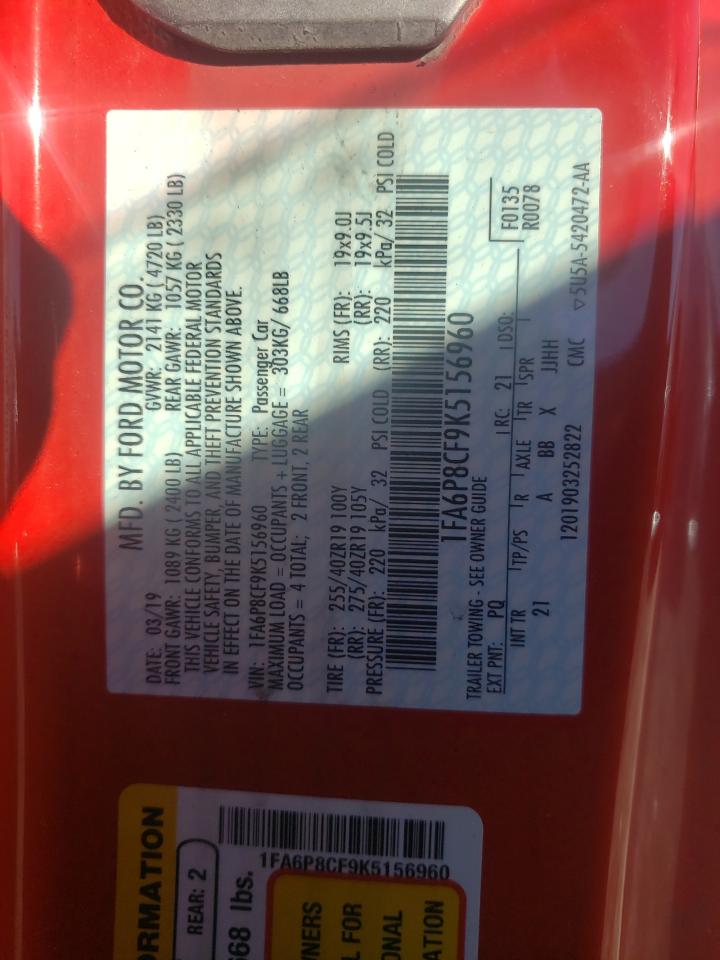 MFD. BY FORD MOTOR CO.
DATE: 03/19 GVWR: 2141 KG ( 4720 LB)
FRONT GAWR: 1089 KG ( 2400 LB) REAR GAWR: 1057 KG ( 2330 LB)
THIS VEHICLE CONFORMS TO ALL APPLICABLE FEDERAL MOTOR
VEHICLE SAFETY, BUMPER, AND THEFT PREVENTION STANDARDS
IN EFFECT ON THE DATE OF MANUFACTURE SHOWN ABOVE.
VIN: 1FA6P8CF9K5156960 TYPE: Passenger Car
MAXIMUM LOAD = OCCUPANTS + LUGGAGE = 303KG/ 668LB
OCCUPANTS = 4 TOTAL; 2 FRONT, 2 REAR
TIRE (FR): 255/40ZR19 100Y RIMS (FR): 19x9.0J
(RR): 275/40ZR19 105Y (RR): 19x9.5J
PRESSURE (FR): 220 kPa/ 32 PSI COLD (RR): 220 kPa/ 32 PSI COLD
1FA6P8CF9K5156960
TRAILER TOWING - SEE OWNER GUIDE
F0135
R0078
EXT PNT: PQ RC: 21 DSO:
INT TR TP/PS R AXLE TR SPR
21 A BB X JJHH
1201903252822 CMC ▽5U5A-5420472-AA
RMATION
REAR: 2
68 lbs.
1FA6P8CF9K5156960
NERS
L FOR
ONAL
ATION